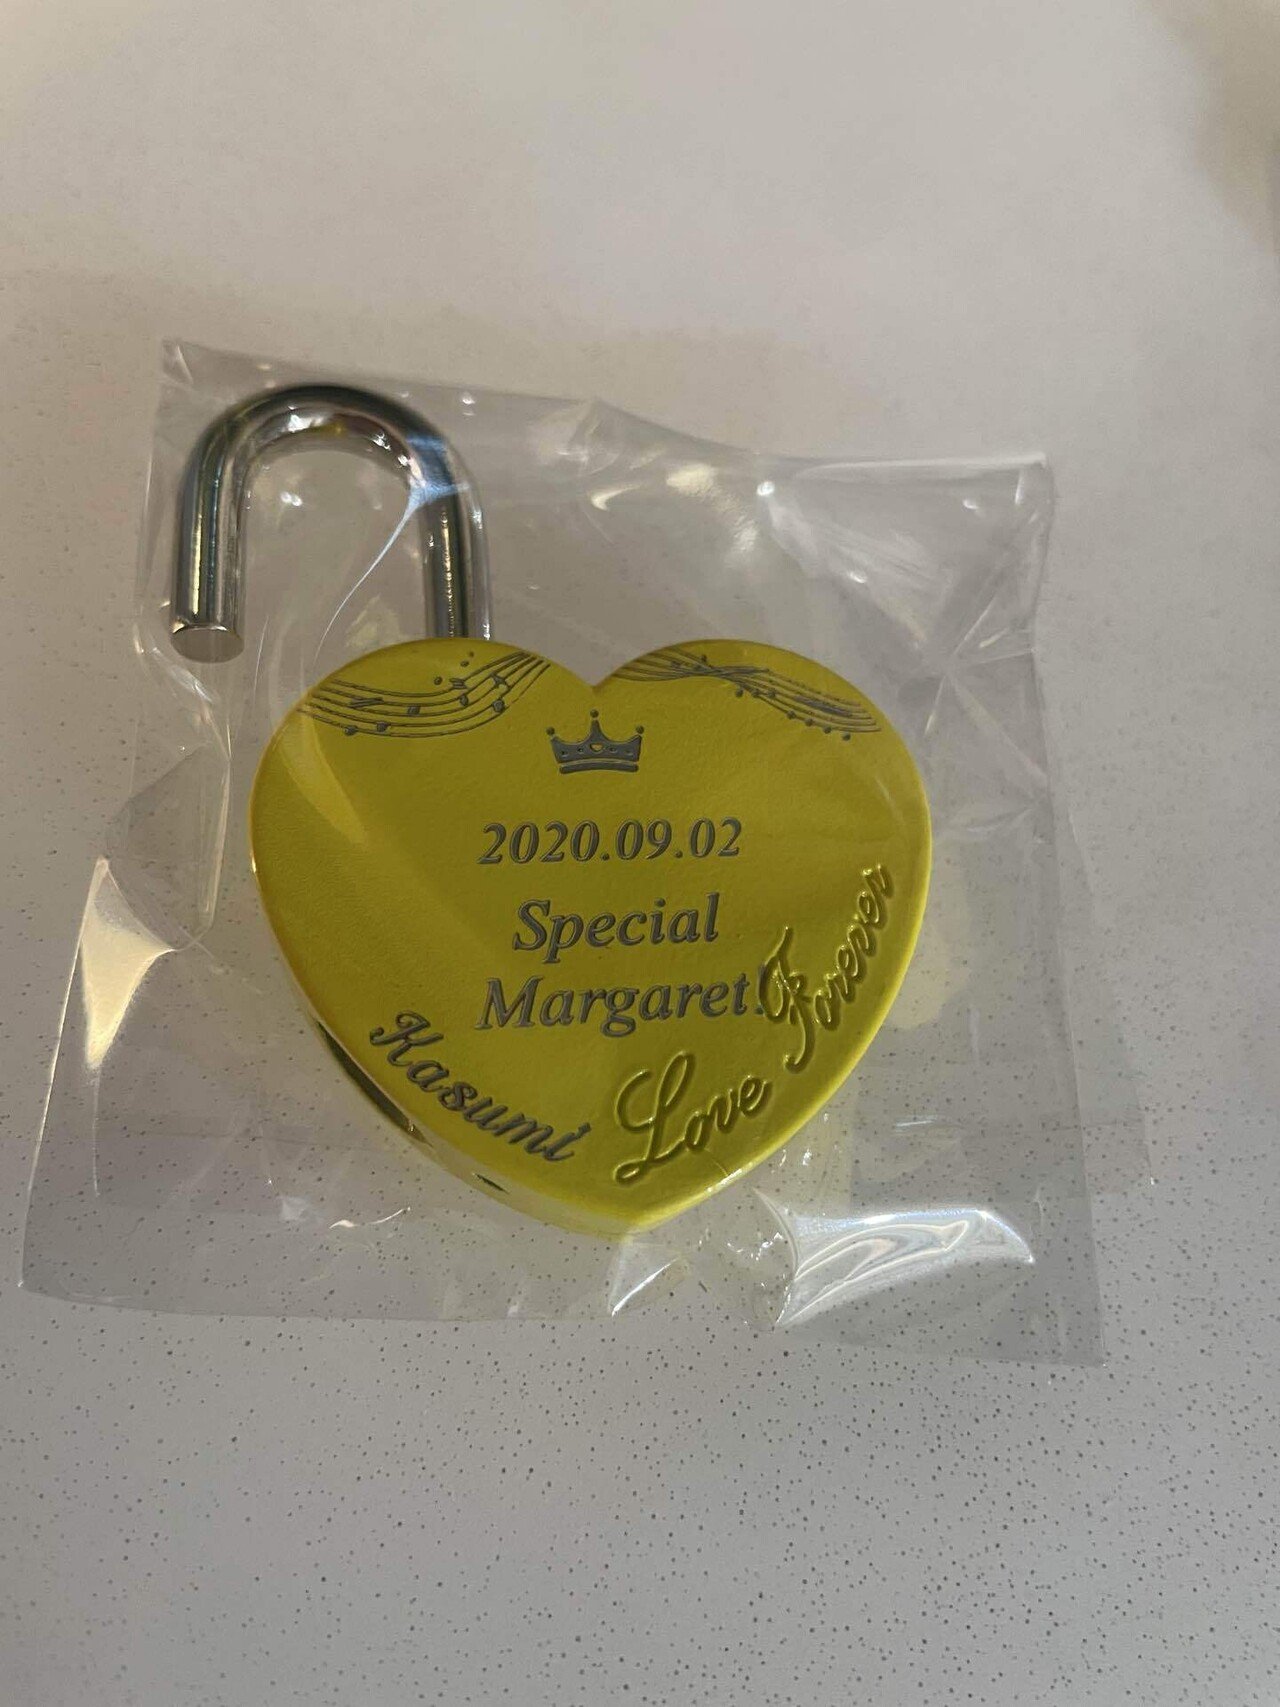 2020.09.02
Special
Margaret!
Kasumi
Love Forever